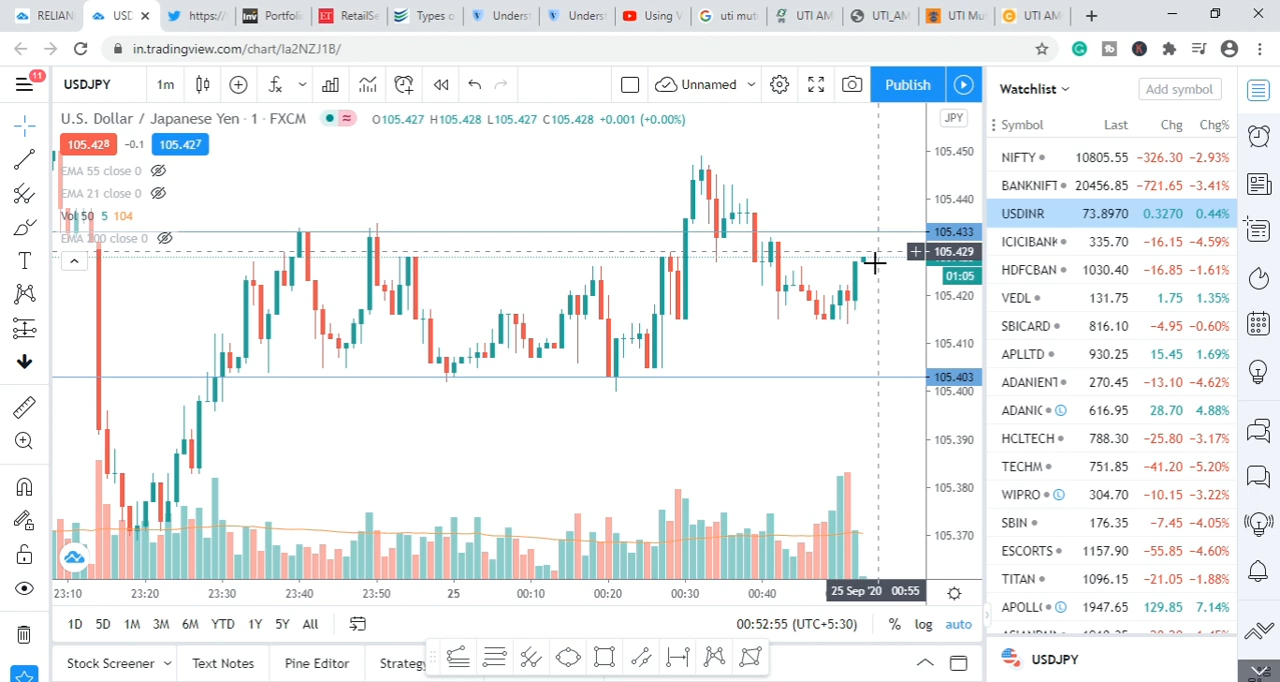 RELIAN
USD
https:/
Portfoli
RetailSe
Types o
Underst
Underst
Using V
uti mut
UTI AM
UTI_AM
UTI Mu
UTI AM
in.tradingview.com/chart/Ia2NZJ1B/
11
USDJPY
1m
Unnamed
Publish
U.S. Dollar / Japanese Yen · 1 · FXCM
O105.427 H105.428 L105.427 C105.428 +0.001 (+0.00%)
105.428 -0.1 105.427
EMA 55 close 0
EMA 21 close 0
Vol 50 5 104
EMA 200 close 0
JPY
105.450
105.440
105.433
105.429
01:05
105.420
105.410
105.403
105.400
105.390
105.380
105.370
23:10 23:20 23:30 23:40 23:50 25 00:10 00:20 00:30 00:40
25 Sep '20 00:55
1D 5D 1M 3M 6M YTD 1Y 5Y All
00:52:55 (UTC+5:30)
% log auto
Stock Screener Text Notes Pine Editor Strateg
Watchlist
Add symbol
Symbol Last Chg Chg%
NIFTY 10805.55 −326.30 −2.93%
BANKNIFT 20456.85 −721.65 −3.41%
USDINR 73.8970 0.3270 0.44%
ICICIBANK 335.70 −16.15 −4.59%
HDFCBAN 1030.40 −16.85 −1.61%
VEDL 131.75 1.75 1.35%
SBICARD 816.10 −4.95 −0.60%
APLLTD 930.25 15.45 1.69%
ADANIENT 270.45 −13.10 −4.62%
ADANIG L 616.95 28.70 4.88%
HCLTECH 788.30 −25.80 −3.17%
TECHM 751.85 −41.20 −5.20%
WIPRO L 304.70 −10.15 −3.22%
SBIN 176.35 −7.45 −4.05%
ESCORTS 1157.90 −55.85 −4.60%
TITAN 1096.15 −21.05 −1.88%
APOLL L 1947.65 129.85 7.14%
USDJPY